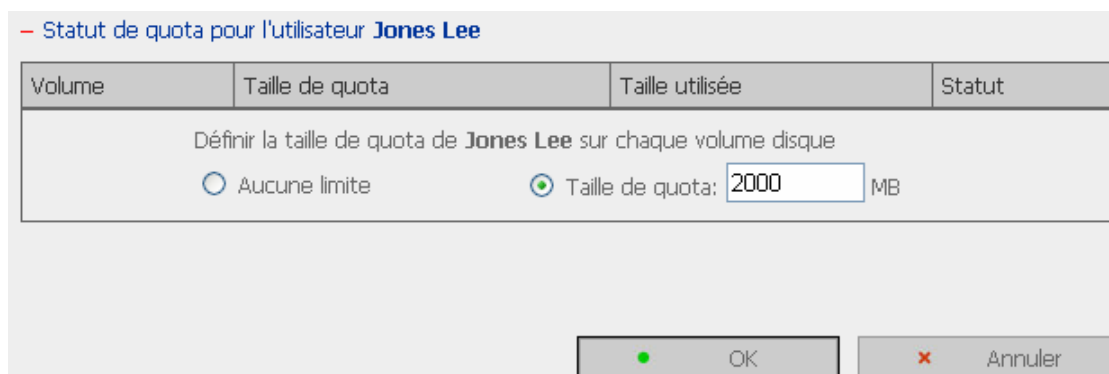 – Statut de quota pour l'utilisateur Jones Lee
Volume Taille de quota Taille utilisée Statut
Définir la taille de quota de Jones Lee sur chaque volume disque
Aucune limite Taille de quota: 2000 MB
OK Annuler